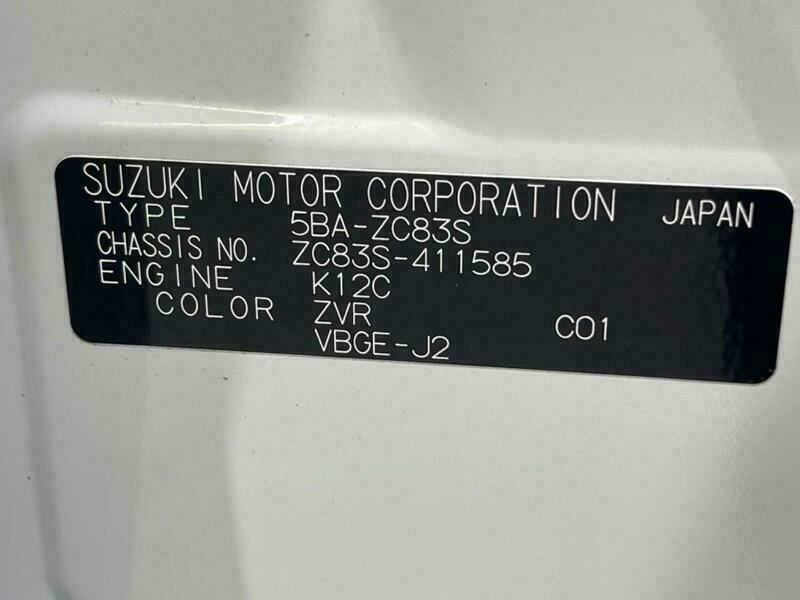 SUZUKI MOTOR CORPORATION JAPAN
TYPE 5BA-ZC83S
CHASSIS NO. ZC83S-411585
ENGINE K12C
COLOR ZVR C01
VBGE-J2